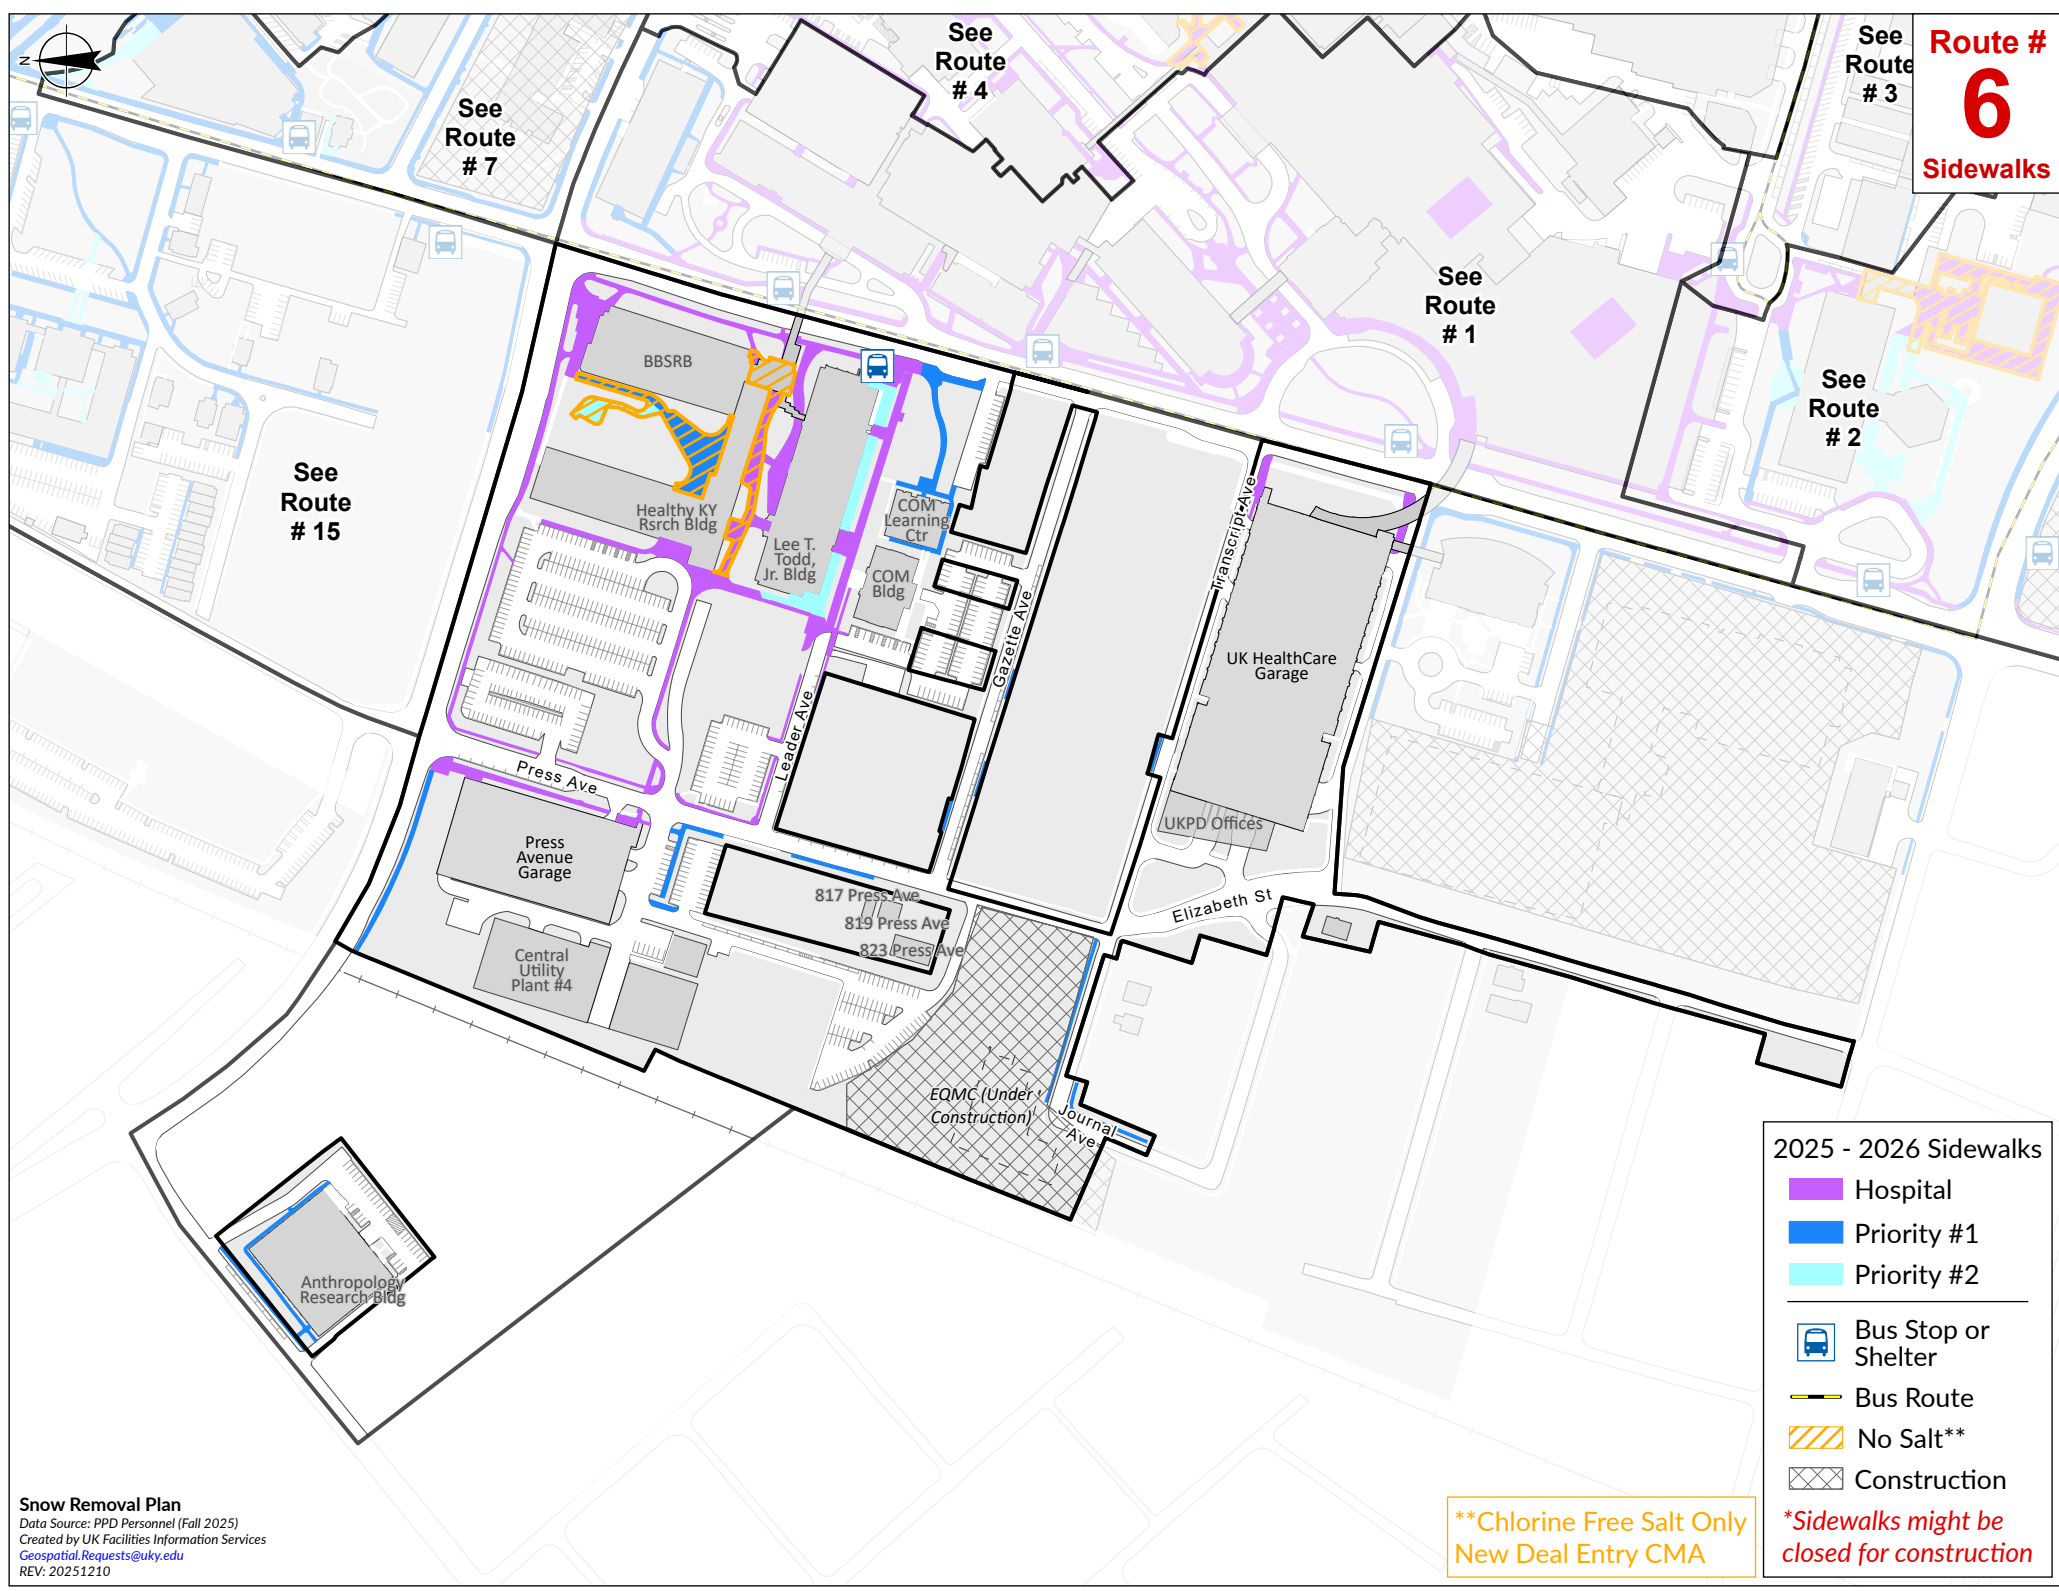 N
See
Route
# 4
See
Route
# 3
Route #
6
Sidewalks
See
Route
# 7
See
Route
# 1
See
Route
# 2
See
Route
# 15
BBSRB
Healthy KY
Rsrch Bldg
Lee T.
Todd,
Jr. Bldg
COM
Learning
Ctr
COM
Bldg
Transcript Ave
Gazette Ave
UK HealthCare
Garage
Leader Ave
Press Ave
UKPD Offices
Press
Avenue
Garage
817 Press Ave
819 Press Ave
823 Press Ave
Elizabeth St
Central
Utility
Plant #4
EQMC (Under
Construction)
Journal
Ave
Anthropology
Research Bldg
2025 - 2026 Sidewalks
Hospital
Priority #1
Priority #2
Bus Stop or
Shelter
Bus Route
No Salt**
Construction
*Sidewalks might be
closed for construction
**Chlorine Free Salt Only
New Deal Entry CMA
Snow Removal Plan
Data Source: PPD Personnel (Fall 2025)
Created by UK Facilities Information Services
Geospatial.Requests@uky.edu
REV: 20251210